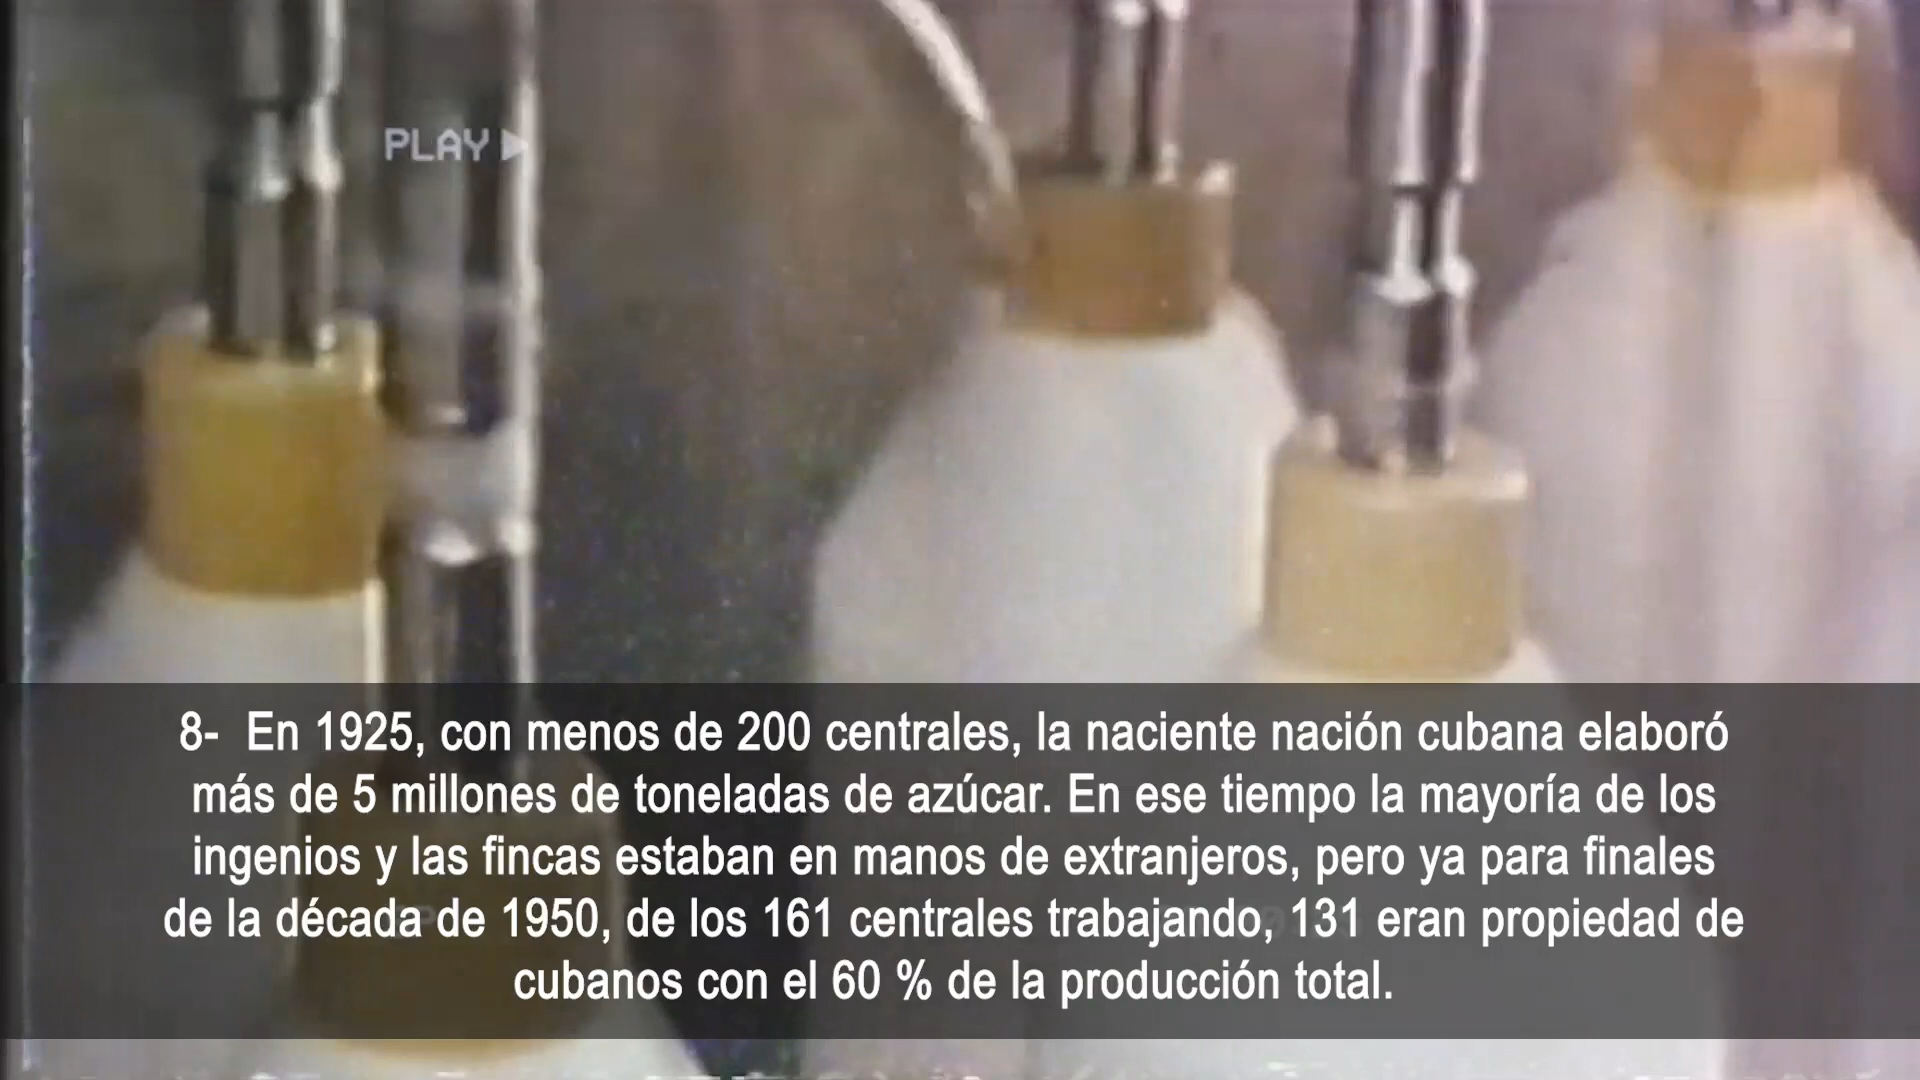 PLAY
8- En 1925, con menos de 200 centrales, la naciente nación cubana elaboró
más de 5 millones de toneladas de azúcar. En ese tiempo la mayoría de los
ingenios y las fincas estaban en manos de extranjeros, pero ya para finales
de la década de 1950, de los 161 centrales trabajando, 131 eran propiedad de
cubanos con el 60 % de la producción total.